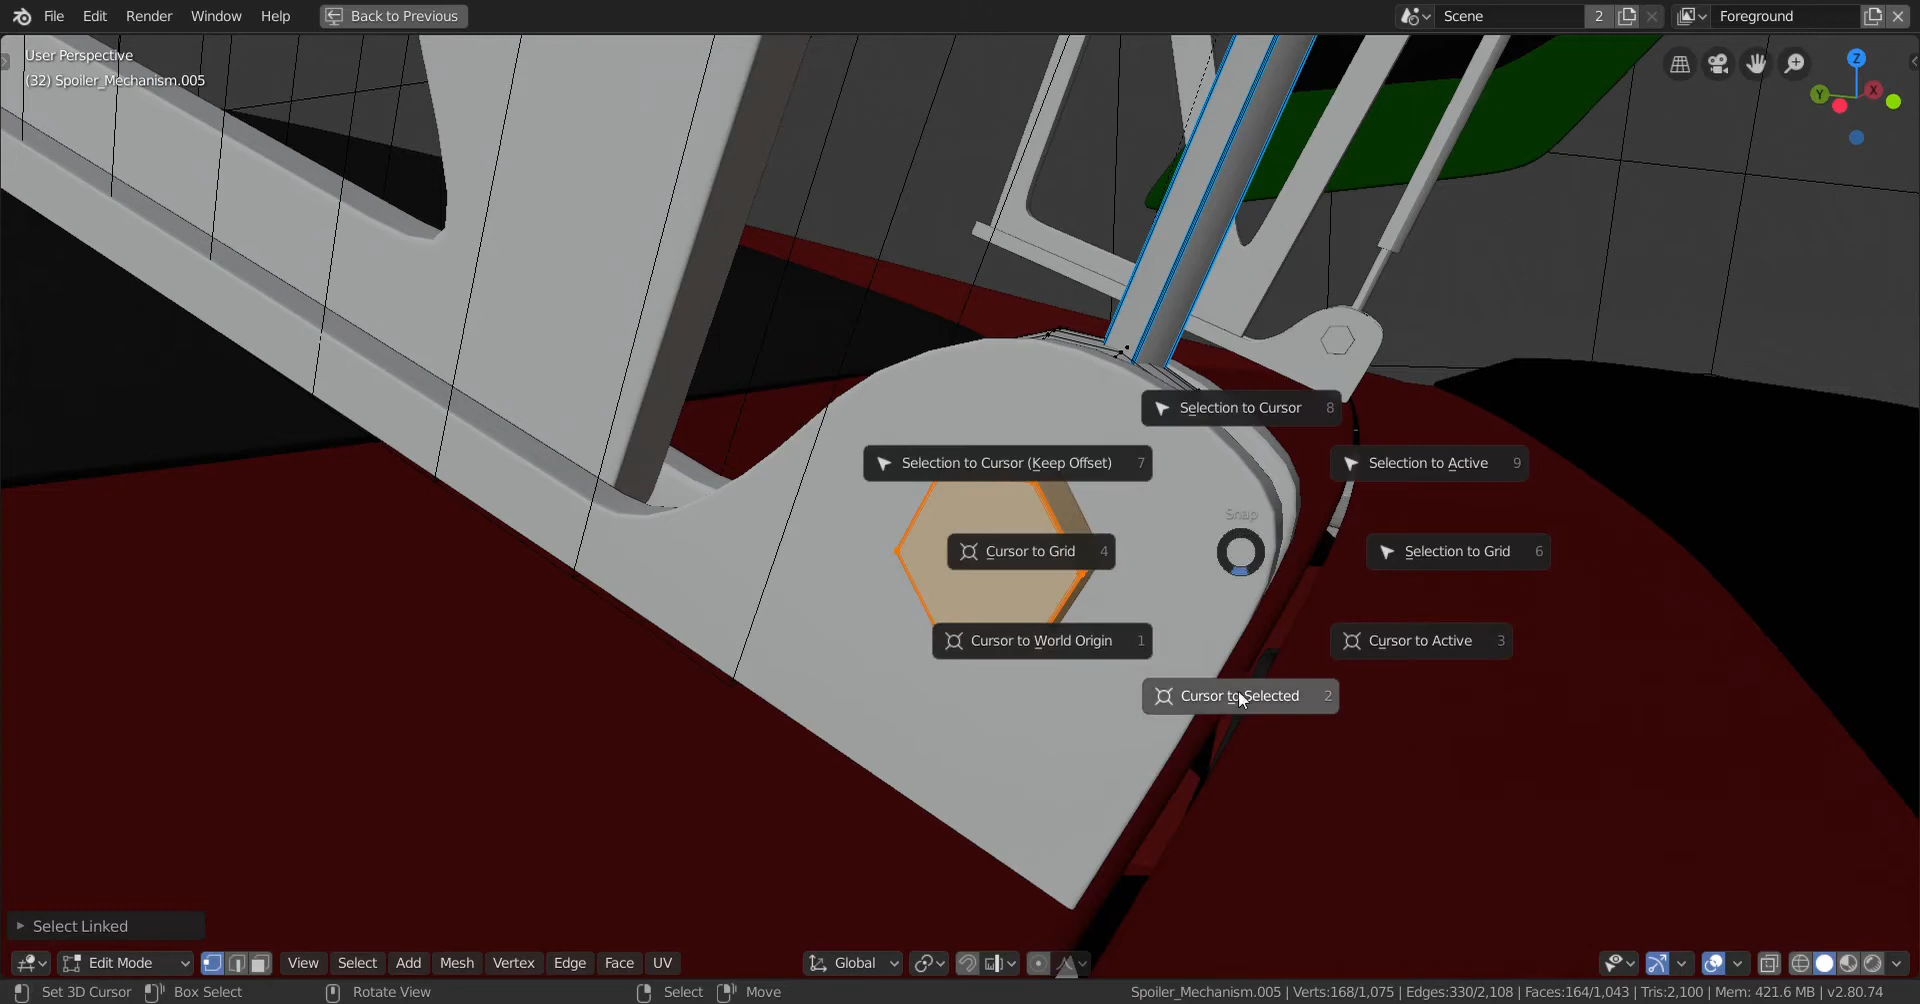 File Edit Render Window Help Back to Previous Scene 2 Foreground
User Perspective
(32) Spoiler_Mechanism.005
Z
Y X
Selection to Cursor 8
Selection to Cursor (Keep Offset) 7
Selection to Active 9
Snap
Cursor to Grid 4
Selection to Grid 6
Cursor to World Origin 1
Cursor to Active 3
Cursor to Selected 2
Select Linked
Edit Mode View Select Add Mesh Vertex Edge Face UV Global
Set 3D Cursor Box Select Rotate View Select Move Spoiler_Mechanism.005 | Verts:168/1,075 | Edges:330/2,108 | Faces:164/1,043 | Tris:2,100 | Mem: 421.6 MB | v2.80.74